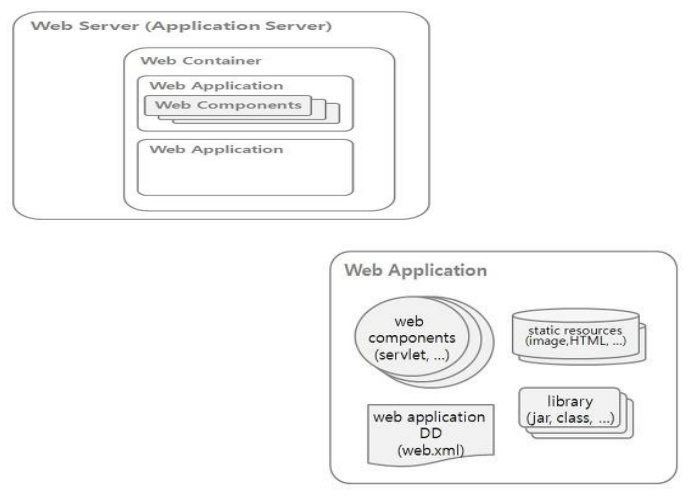 Web Server (Application Server)
Web Container
Web Application
Web Components
Web Application
Web Application
web
components
(servlet, ...)
static resources
(image,HTML, ...)
web application
DD
(web.xml)
library
(jar, class, ...)